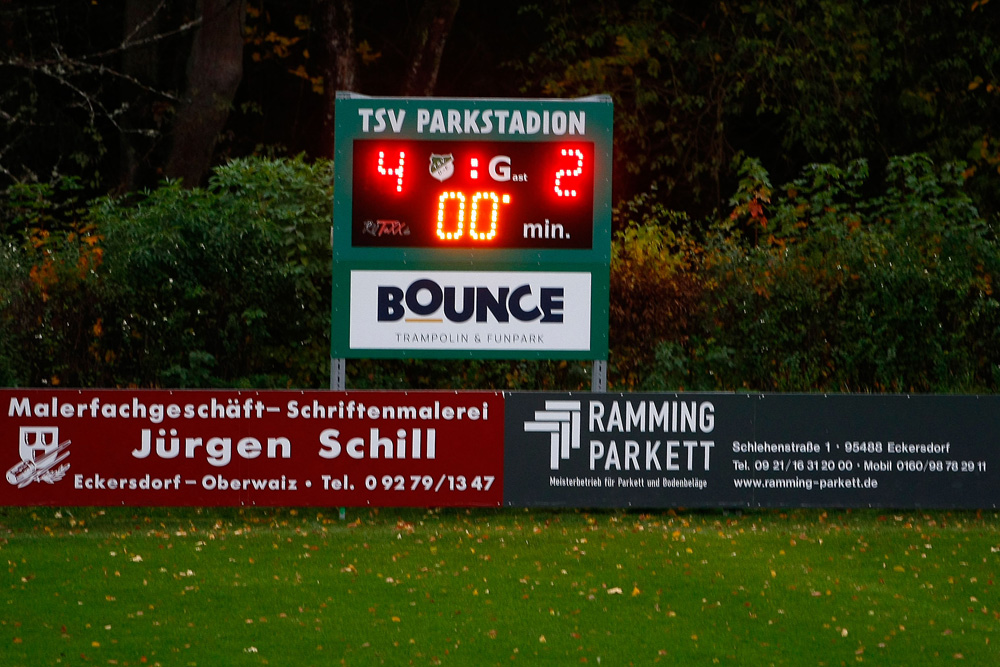 TSV PARKSTADION
4 : Gast 2
00'
min.
BOUNCE
TRAMPOLIN & FUNPARK
Malerfachgeschäft – Schriftenmalerei
Jürgen Schill
Eckersdorf – Oberwaiz • Tel. 0 92 79/13 47
RAMMING
PARKETT
Meisterbetrieb für Parkett und Bodenbeläge
Schlehenstraße 1 · 95488 Eckersdorf
Tel. 09 21/16 31 20 00 · Mobil 0160/98 78 29 11
www.ramming-parkett.de